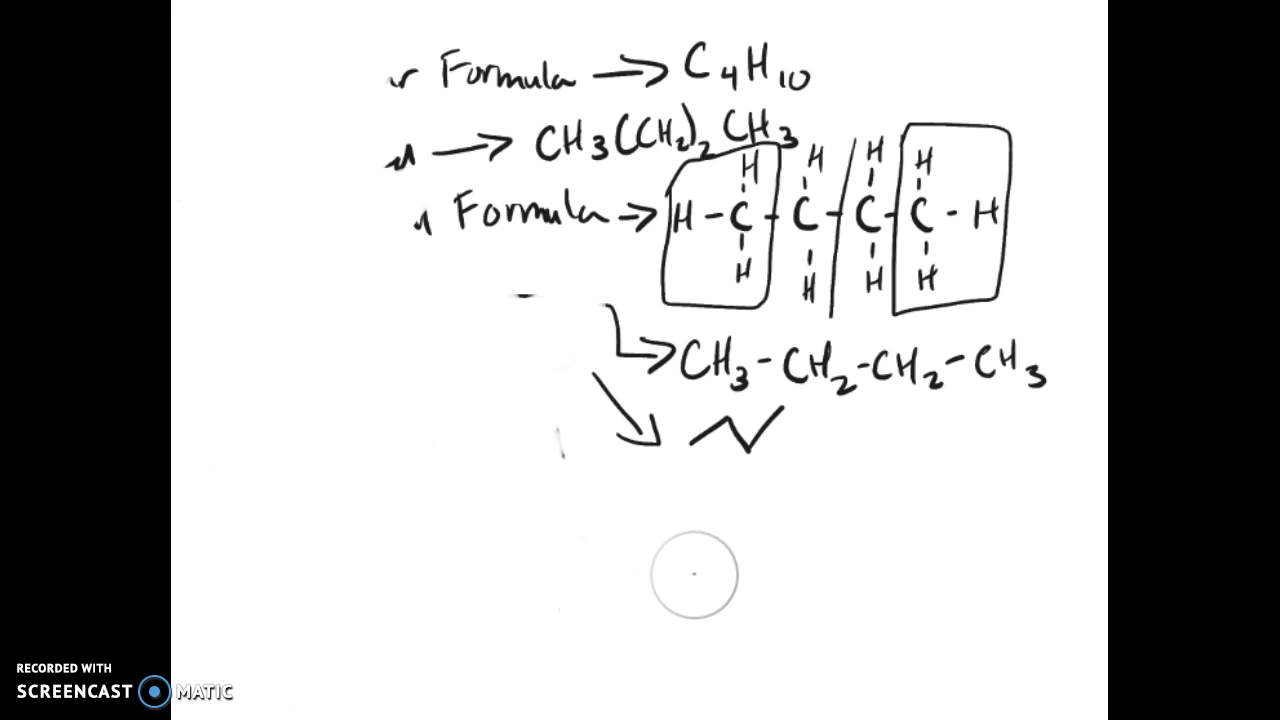 Formula → C₄H₁₀
→ CH₃(CH₂)₂CH₃
Formula →
H H H H
H - C - C - C - C - H
H H H H
CH₃ - CH₂ - CH₂ - CH₃
RECORDED WITH
SCREENCAST MATIC